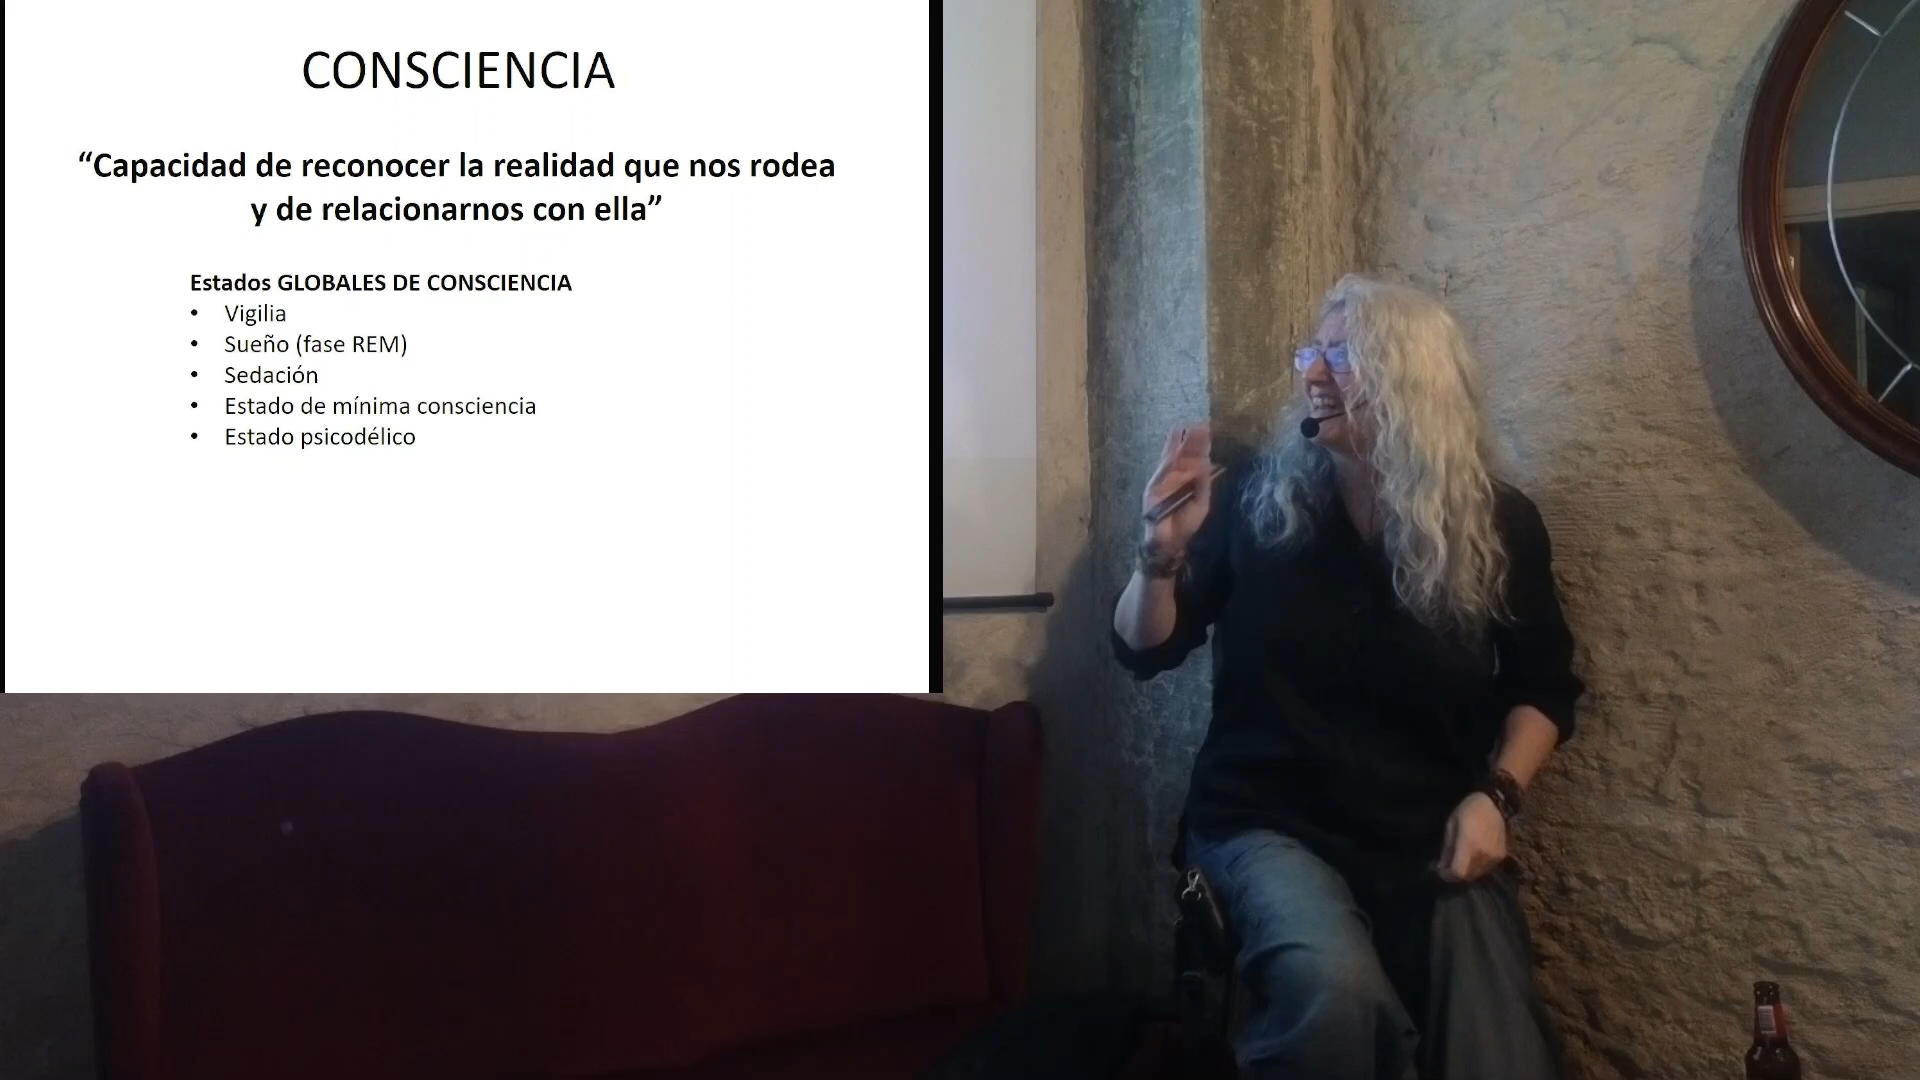 CONSCIENCIA
“Capacidad de reconocer la realidad que nos rodea
y de relacionarnos con ella”
Estados GLOBALES DE CONSCIENCIA
• Vigilia
• Sueño (fase REM)
• Sedación
• Estado de mínima consciencia
• Estado psicodélico